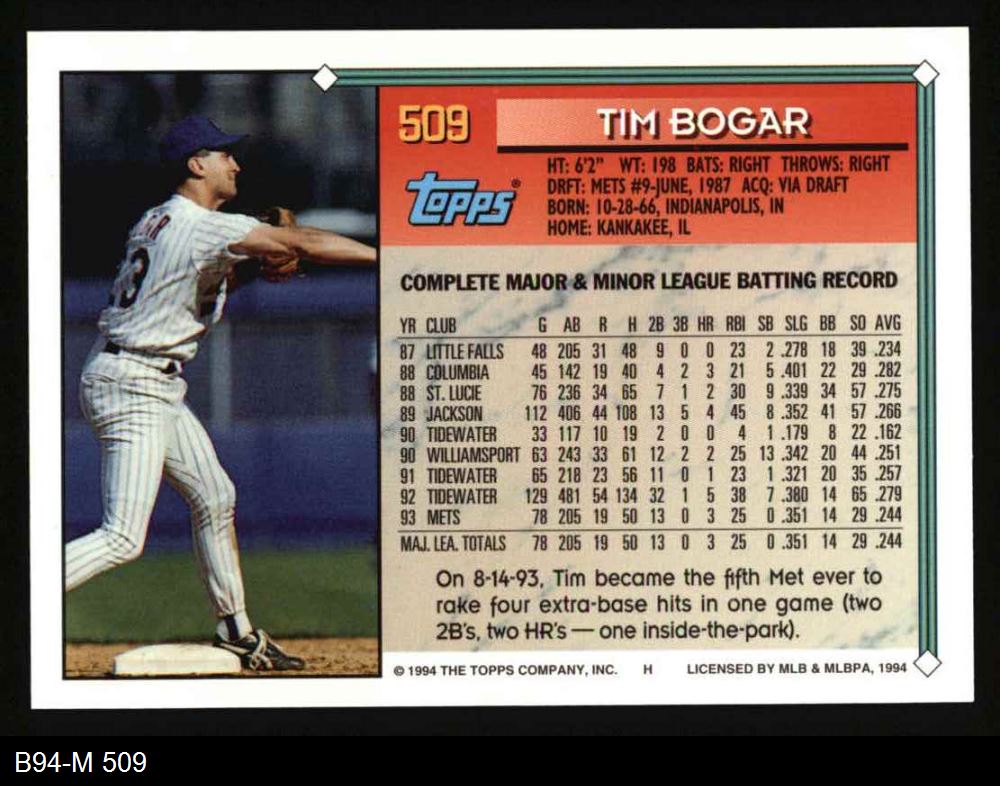 509
TIM BOGAR
topps®
HT: 6'2" WT: 198 BATS: RIGHT THROWS: RIGHT
DRFT: METS #9-JUNE, 1987 ACQ: VIA DRAFT
BORN: 10-28-66, INDIANAPOLIS, IN
HOME: KANKAKEE, IL
COMPLETE MAJOR & MINOR LEAGUE BATTING RECORD
YR CLUB G AB R H 2B 3B HR RBI SB SLG BB SO AVG
87 LITTLE FALLS 48 205 31 48 9 0 0 23 2 .278 18 39 .234
88 COLUMBIA 45 142 19 40 4 2 3 21 5 .401 22 29 .282
88 ST. LUCIE 76 236 34 65 7 1 2 30 9 .339 34 57 .275
89 JACKSON 112 406 44 108 13 5 4 45 8 .352 41 57 .266
90 TIDEWATER 33 117 10 19 2 0 0 4 1 .179 8 22 .162
90 WILLIAMSPORT 63 243 33 61 12 2 2 25 13 .342 20 44 .251
91 TIDEWATER 65 218 23 56 11 0 1 23 1 .321 20 35 .257
92 TIDEWATER 129 481 54 134 32 1 5 38 7 .380 14 65 .279
93 METS 78 205 19 50 13 0 3 25 0 .351 14 29 .244
MAJ. LEA. TOTALS 78 205 19 50 13 0 3 25 0 .351 14 29 .244
On 8-14-93, Tim became the fifth Met ever to
rake four extra-base hits in one game (two
2B's, two HR's — one inside-the-park).
© 1994 THE TOPPS COMPANY, INC. H LICENSED BY MLB & MLBPA, 1994
B94-M 509